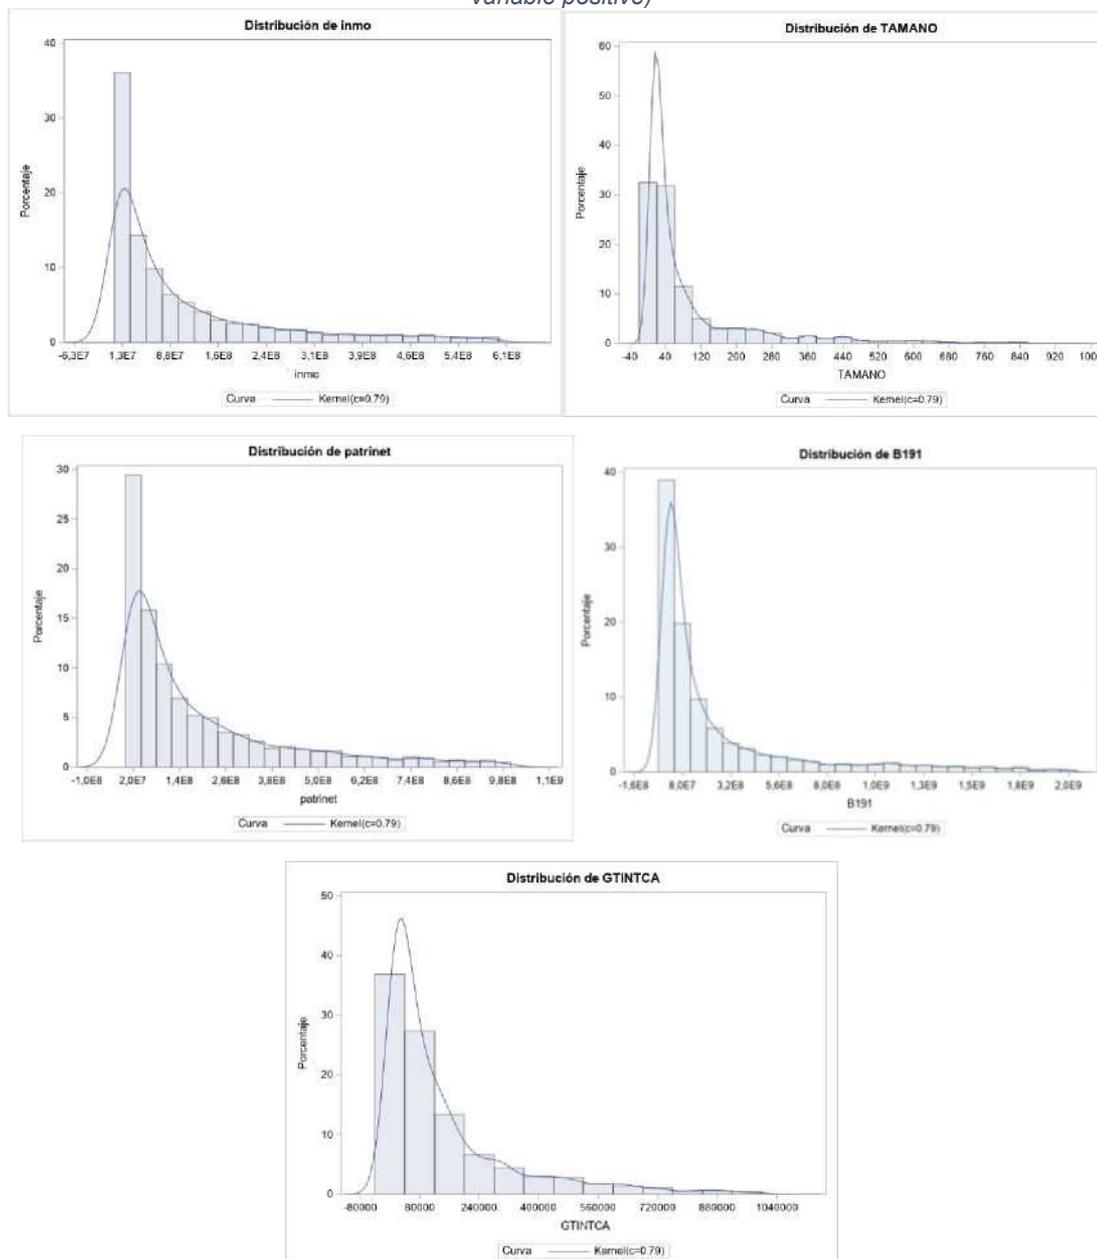 variable positivo)
Distribución de inmo
40
30
20
10
0
Porcentaje
-6,3E7 1,3E7 8,8E7 1,6E8 2,4E8 3,1E8 3,9E8 4,6E8 5,4E8 6,1E8
inmo
Curva Kernel(c=0.79)
Distribución de TAMANO
60
50
40
30
20
10
0
Porcentaje
-40 40 120 200 280 360 440 520 600 680 760 840 920
TAMANO
Curva Kernel(c=0.79)
Distribución de patrinet
30
25
20
15
10
5
0
Porcentaje
-1,0E8 2,0E7 1,4E8 2,6E8 3,8E8 5,0E8 6,2E8 7,4E8 8,6E8 9,8E8 1,1E9
patrinet
Curva Kernel(c=0.79)
Distribución de B191
40
30
20
10
0
Porcentaje
-1,6E8 8,0E7 3,2E8 5,6E8 8,0E8 1,0E9 1,3E9 1,5E9 1,8E9 2,0E9
B191
Curva Kernel(c=0.79)
Distribución de GTINTCA
50
40
30
20
10
0
Porcentaje
-80000 80000 240000 400000 560000 720000 880000 1040000
GTINTCA
Curva Kernel(c=0.79)